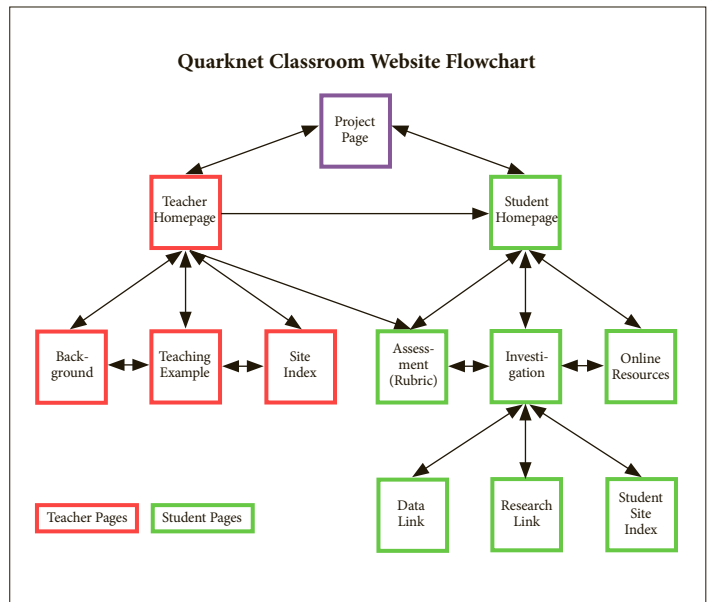 Quarknet Classroom Website Flowchart
Project
Page
Teacher
Homepage
Student
Homepage
Back-
ground
Teaching
Example
Site
Index
Assess-
ment
(Rubric)
Investi-
gation
Online
Resources
Data
Link
Research
Link
Student
Site
Index
Teacher Pages
Student Pages